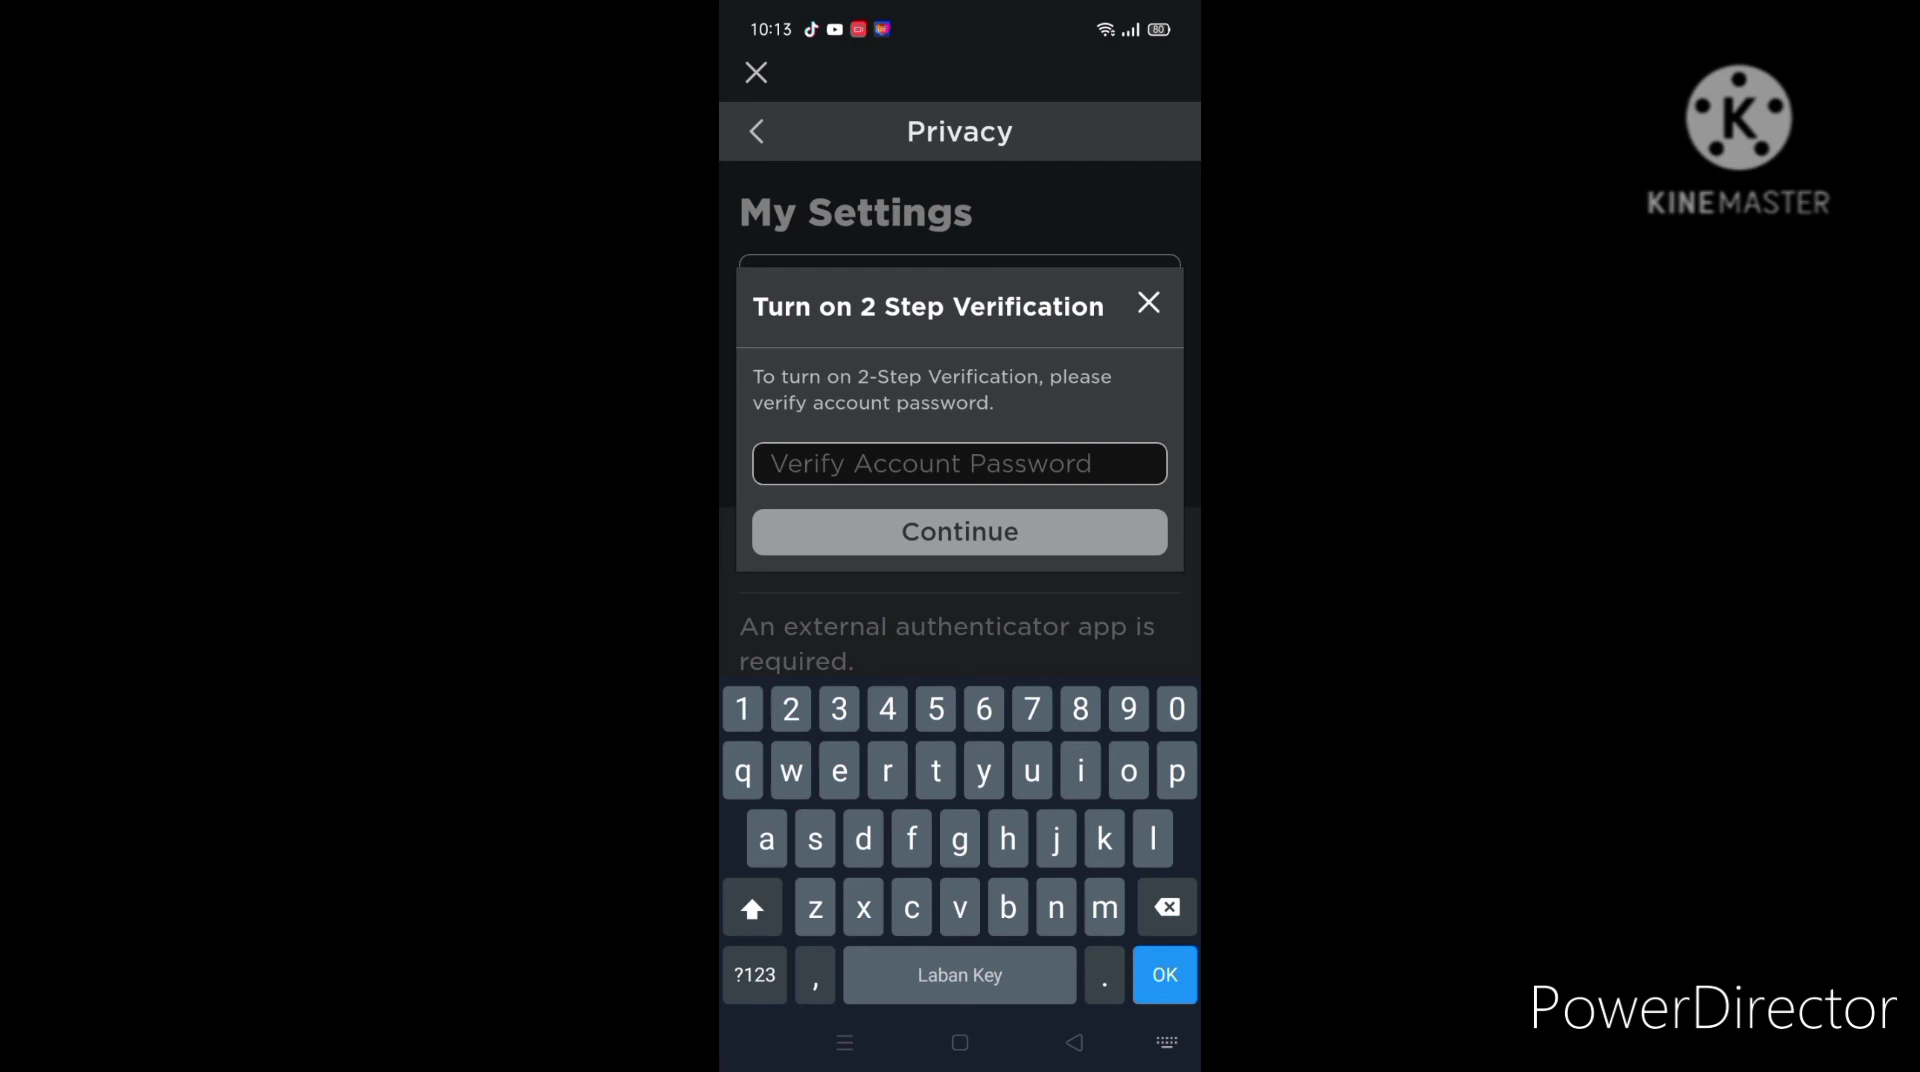 10:13
80
K
KINEMASTER
Privacy
My Settings
Turn on 2 Step Verification
To turn on 2-Step Verification, please
verify account password.
Verify Account Password
Continue
An external authenticator app is
required.
1 2 3 4 5 6 7 8 9 0
q w e r t y u i o p
a s d f g h j k l
z x c v b n m
?123 , Laban Key . OK
PowerDirector